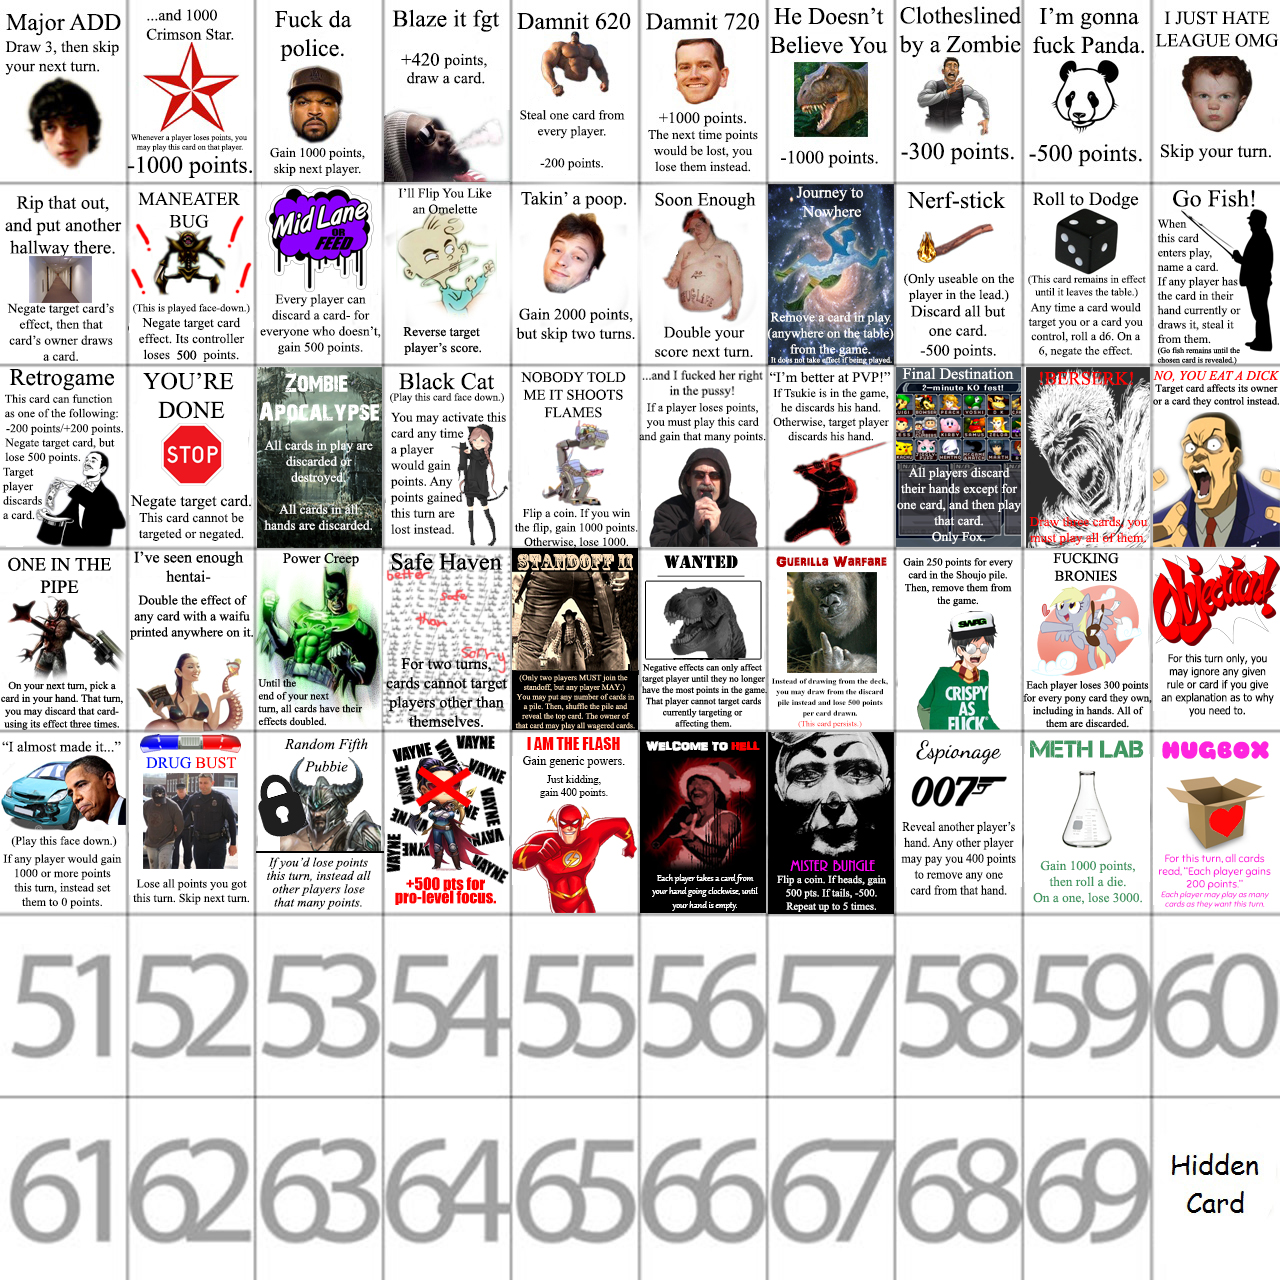 Major ADD
Draw 3, then skip
your next turn.
...and 1000
Crimson Star.
Whenever a player loses points, you
may play this card on that player.
-1000 points.
Fuck da
police.
Gain 1000 points,
skip next player.
Blaze it fgt
+420 points,
draw a card.
Damnit 620
Steal one card from
every player.
-200 points.
Damnit 720
+1000 points.
The next time points
would be lost, you
lose them instead.
He Doesn't
Believe You
-1000 points.
Clotheslined
by a Zombie
-300 points.
I'm gonna
fuck Panda.
-500 points.
I JUST HATE
LEAGUE OMG
Skip your turn.
Rip that out,
and put another
hallway there.
Negate target card's
effect, then that
card's owner draws
a card.
MANEATER
BUG
(This is played face-down.)
Negate target card
effect. Its controller
loses 500 points.
Mid Lane
OR
FEED
Every player can
discard a card- for
everyone who doesn't,
gain 500 points.
I'll Flip You Like
an Omelette
Reverse target
player's score.
Takin' a poop.
Gain 2000 points,
but skip two turns.
Soon Enough
Double your
score next turn.
Journey to
Nowhere
Remove a card in play
(anywhere on the table)
from the game.
It does not take effect if being played.
Nerf-stick
(Only useable on the
player in the lead.)
Discard all but
one card.
-500 points.
Roll to Dodge
(This card remains in effect
until it leaves the table.)
Any time a card would
target you or a card you
control, roll a d6. On a
6, negate the effect.
Go Fish!
When
this card
enters play,
name a card.
If any player has
the card in their
hand currently or
draws it, steal it
from them.
(Go fish remains until the
chosen card is revealed.)
Retrogame
This card can function
as one of the following:
-200 points/+200 points.
Negate target card, but
lose 500 points.
Target
player
discards
a card.
YOU'RE
DONE
STOP
Negate target card.
This card cannot be
targeted or negated.
ZOMBIE
APOCALYPSE
All cards in play are
discarded or
destroyed.
All cards in all
hands are discarded.
Black Cat
(Play this card face down.)
You may activate this
card any time
a player
would gain
points. Any
points gained
this turn are
lost instead.
NOBODY TOLD
ME IT SHOOTS
FLAMES
Flip a coin. If you win
the flip, gain 1000 points.
Otherwise, lose 1000.
...and I fucked her right
in the pussy!
If a player loses points,
you must play this card
and gain that many points.
"I'm better at PVP!"
If Tsukie is in the game,
he discards his hand.
Otherwise, target player
discards his hand.
Final Destination
2-minute KO fest!
All players discard
their hands except for
one card, and then play
that card.
Only Fox.
!BERSERK!
Draw three cards, you
must play all of them.
NO, YOU EAT A DICK
Target card affects its owner
or a card they control instead.
ONE IN THE
PIPE
On your next turn, pick a
card in your hand. That turn,
you may discard that card-
using its effect three times.
I've seen enough
hentai-
Double the effect of
any card with a waifu
printed anywhere on it.
Power Creep
Until the
end of your next
turn, all cards have their
effects doubled.
Safe Haven
better
safe
than
sorry
For two turns,
cards cannot target
players other than
themselves.
STANDOFF II
(Only two players MUST join the
standoff, but any player MAY.)
You may put any number of cards in
a pile. Then, shuffle the pile and
reveal the top card. The owner of
that card may play all wagered cards.
WANTED
Negative effects can only affect
target player until they no longer
have the most points in the game.
That player cannot target cards
currently targeting or
affecting them.
GUERILLA WARFARE
Instead of drawing from the deck,
you may draw from the discard
pile instead and lose 500 points
per card drawn.
(This card persists.)
Gain 250 points for every
card in the Shoujo pile.
Then, remove them from
the game.
SWAG
CRISPY
AS
FUCK
FUCKING
BRONIES
Each player loses 300 points
for every pony card they own,
including in hands. All of
them are discarded.
Objection!
For this turn only, you
may ignore any given
rule or card if you give
an explanation as to why
you need to.
"I almost made it..."
(Play this face down.)
If any player would gain
1000 or more points
this turn, instead set
them to 0 points.
DRUG BUST
Lose all points you got
this turn. Skip next turn.
Random Fifth
Pubbie
If you'd lose points
this turn, instead all
other players lose
that many points.
VAYNE
VAYNE
VAYNE
VAYNE
VAYNE
VAYNE
VAYNE
VAYNE
VAYNE
+500 pts for
pro-level focus.
I AM THE FLASH
Gain generic powers.
Just kidding,
gain 400 points.
WELCOME TO HELL
Each player takes a card from
your hand going clockwise, until
your hand is empty.
MISTER BUNGLE
Flip a coin. If heads, gain
500 pts. If tails, -500.
Repeat up to 5 times.
Espionage
007
Reveal another player's
hand. Any other player
may pay you 400 points
to remove any one
card from that hand.
METH LAB
Gain 1000 points,
then roll a die.
On a one, lose 3000.
HUGBOX
For this turn, all cards
read, "Each player gains
200 points."
Each player may play as many
cards as they want this turn.
51 52 53 54 55 56 57 58 59 60
61 62 63 64 65 66 67 68 69
Hidden
Card